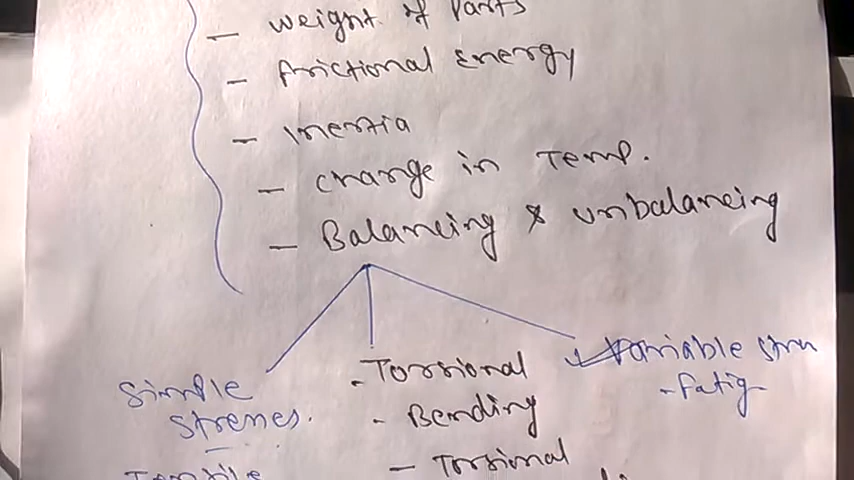 - weight of Parts
- frictional Energy
- Inertia
- change in Temp.
- Balancing & unbalancing
Simple
stresses.
- Torsional
- Bending
- Torsional
Variable stre
- fatig
Tensile